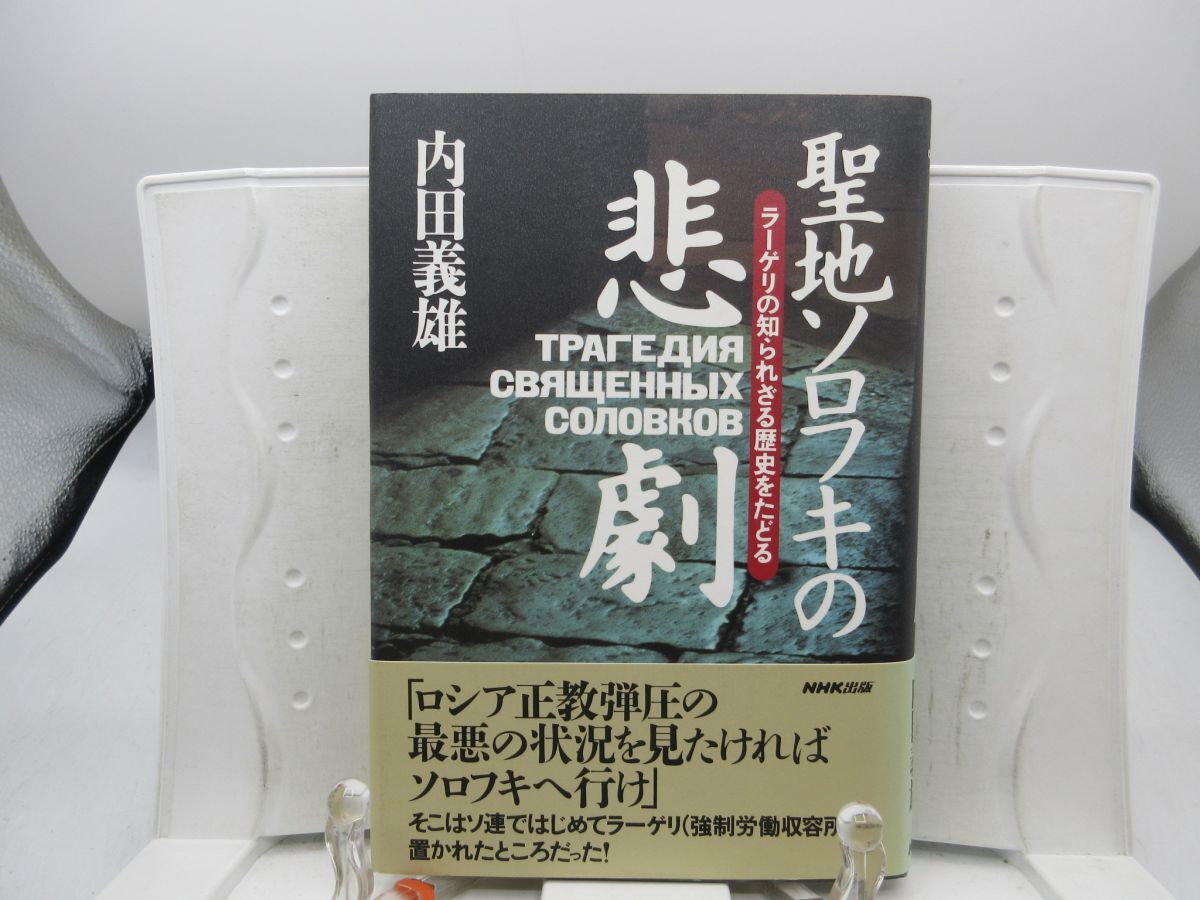 聖地ソロフキの
悲劇
ラーゲリの知られざる歴史をたどる
ТРАГЕДИЯ
СВЯЩЕННЫХ
СОЛОВКОВ
内田義雄
NHK出版
「ロシア正教弾圧の
最悪の状況を見たければ
ソロフキへ行け」
そこはソ連ではじめてラーゲリ(強制労働収容所
置かれたところだった!